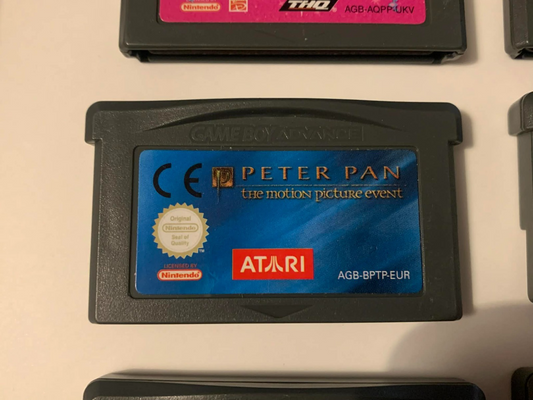 Nintendo
THQ
AGB-AQPP-UKV
GAME BOY ADVANCE
CE
PETER PAN
the motion picture event
Original
Nintendo
Seal of
Quality
LICENSED BY
Nintendo
ATARI
AGB-BPTP-EUR